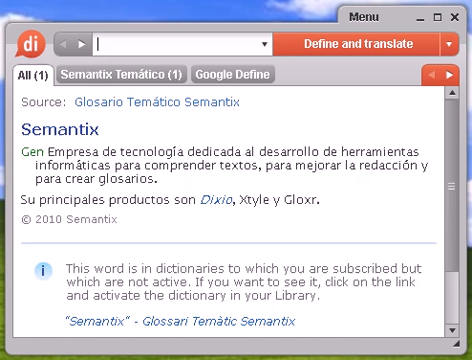 Menu
di
Define and translate
All (1)
Semantix Temático (1)
Google Define
Source: Glosario Temático Semantix
Semantix
Gen Empresa de tecnología dedicada al desarrollo de herramientas
informáticas para comprender textos, para mejorar la redacción y
para crear glosarios.
Su principales producton son Dixio, Xtyle y Gloxr.
© 2010 Semantix
i
This word is in dictionaries to which you are subscribed but
which are not active. If you want to see it, click on the link
and activate the dictionary in your Library.
"Semantix" - Glossari Temàtic Semantix